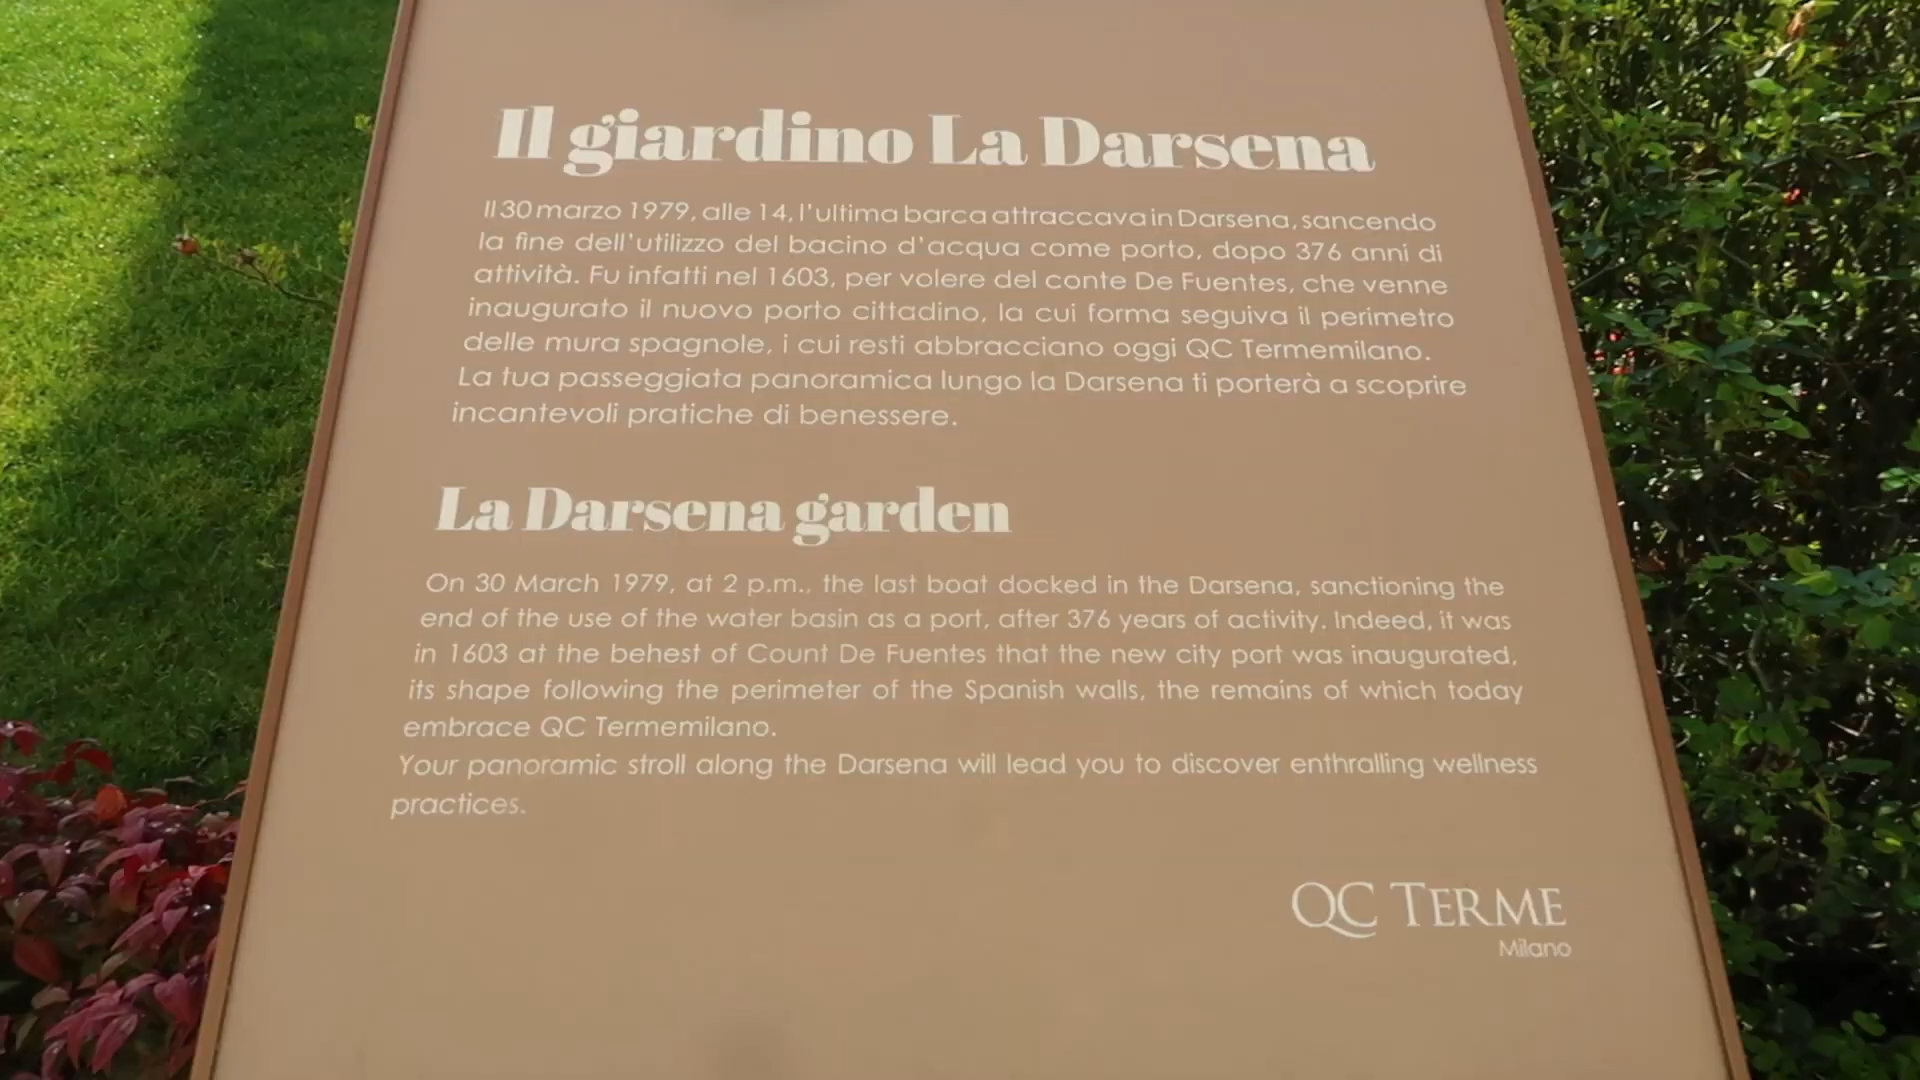 Il giardino La Darsena
Il 30 marzo 1979, alle 14, l'ultima barca attraccava in Darsena, sancendo
la fine dell'utilizzo del bacino d'acqua come porto, dopo 376 anni di
attività. Fu infatti nel 1603, per volere del conte De Fuentes, che venne
inaugurato il nuovo porto cittadino, la cui forma seguiva il perimetro
delle mura spagnole, i cui resti abbracciano oggi QC Termemilano.
La tua passeggiata panoramica lungo la Darsena ti porterà a scoprire
incantevoli pratiche di benessere.
La Darsena garden
On 30 March 1979, at 2 p.m., the last boat docked in the Darsena, sanctioning the
end of the use of the water basin as a port, after 376 years of activity. Indeed, it was
in 1603 at the behest of Count De Fuentes that the new city port was inaugurated,
its shape following the perimeter of the Spanish walls, the remains of which today
embrace QC Termemilano.
Your panoramic stroll along the Darsena will lead you to discover enthralling wellness
practices.
QC TERME
Milano